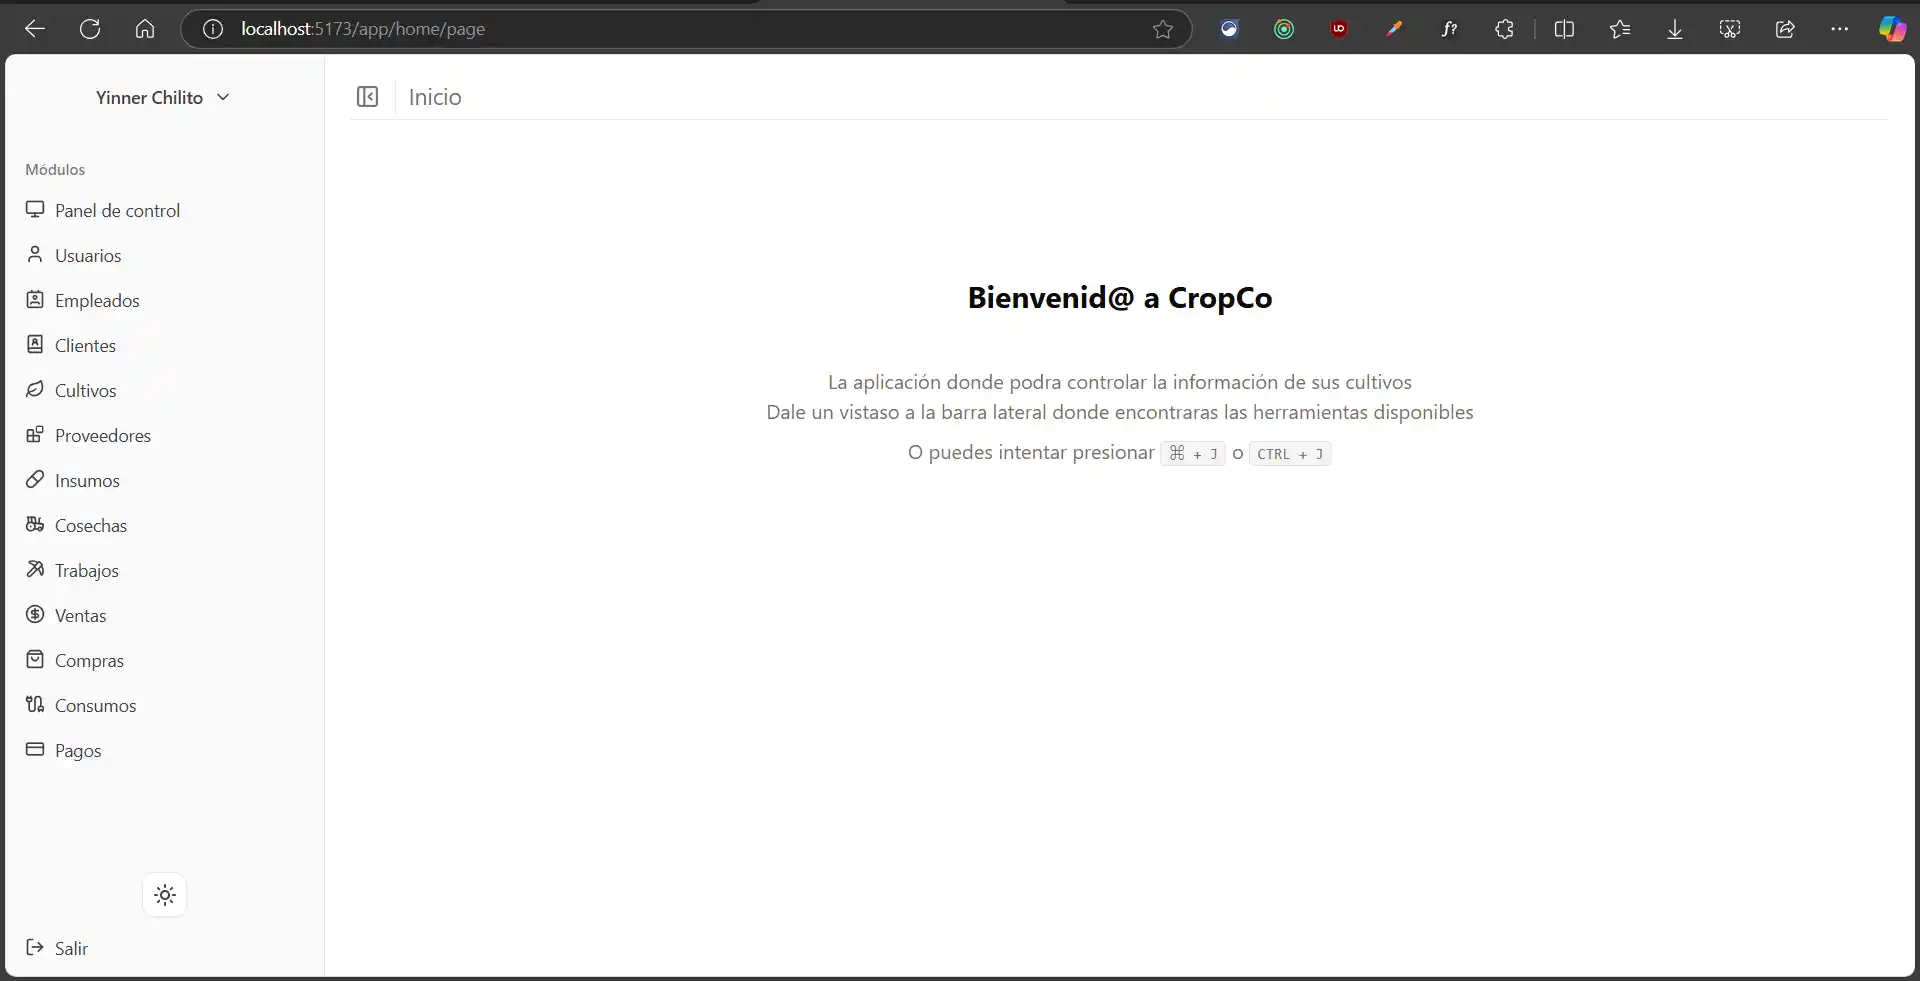 localhost:5173/app/home/page
Yinner Chilito
Inicio
Módulos
Panel de control
Usuarios
Empleados
Clientes
Cultivos
Proveedores
Insumos
Cosechas
Trabajos
Ventas
Compras
Consumos
Pagos
Salir
Bienvenid@ a CropCo
La aplicación donde podra controlar la información de sus cultivos
Dale un vistaso a la barra lateral donde encontraras las herramientas disponibles
O puedes intentar presionar ⌘ + J o CTRL + J